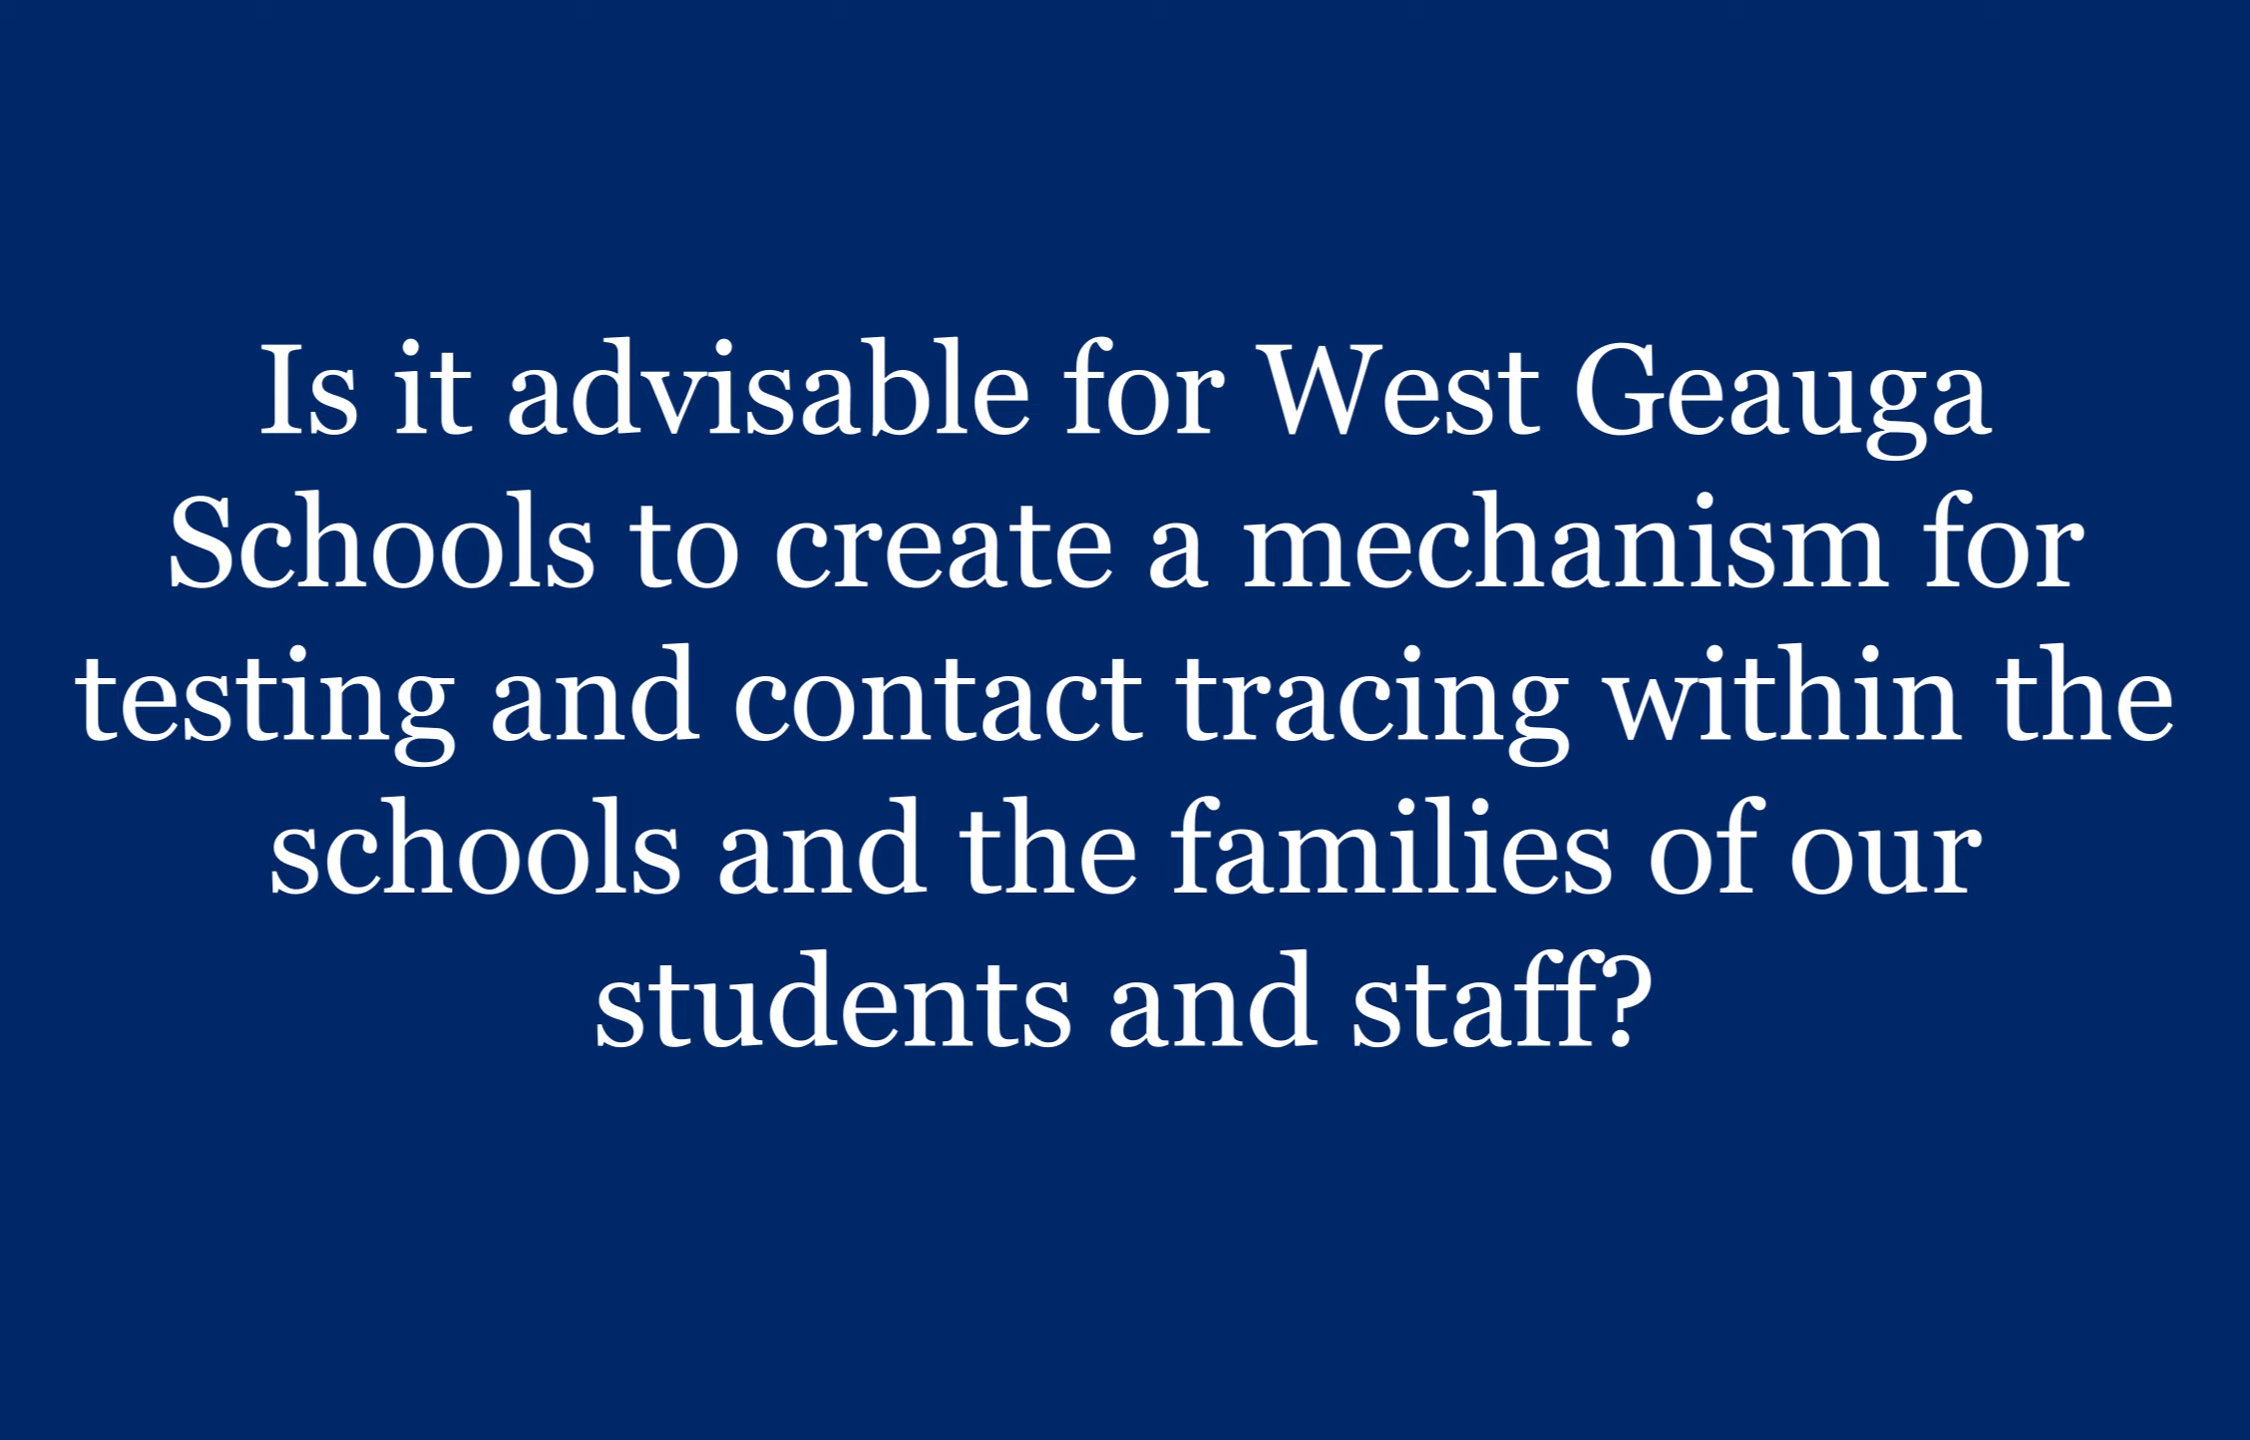 Is it advisable for West Geauga
Schools to create a mechanism for
testing and contact tracing within the
schools and the families of our
students and staff?